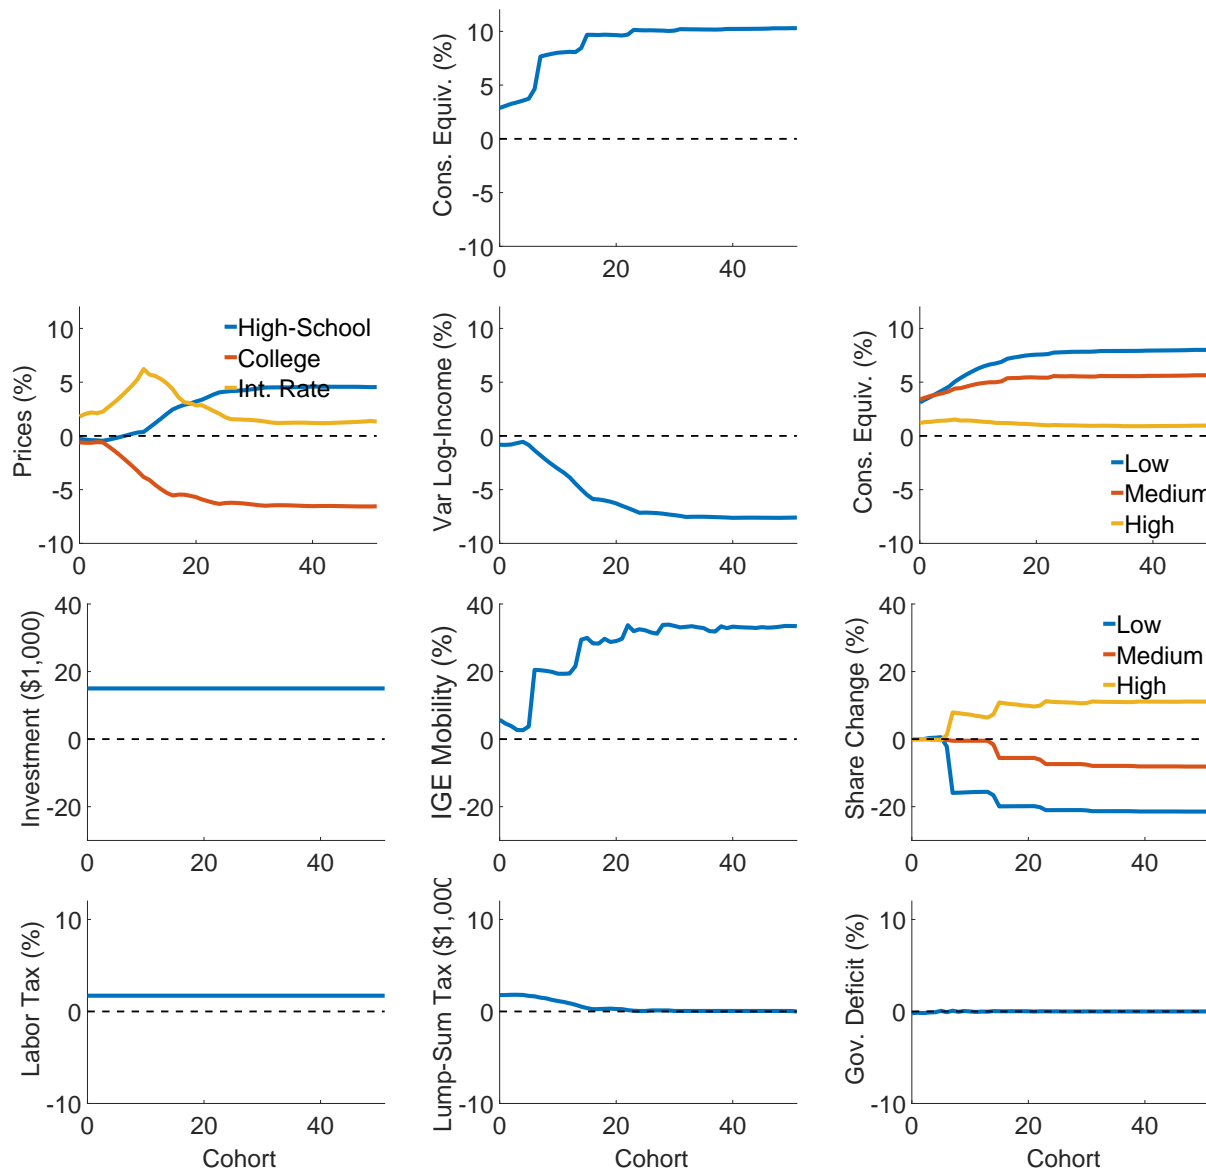 Cons. Equiv. (%)
10
5
0
-5
-10
0 20 40
Prices (%)
10
5
0
-5
-10
0 20 40
High-School
College
Int. Rate
Var Log-Income (%)
10
5
0
-5
-10
0 20 40
Cons. Equiv. (%)
10
5
0
-5
-10
0 20 40
Low
Medium
High
Investment ($1,000)
40
20
0
-20
0 20 40
IGE Mobility (%)
40
20
0
-20
0 20 40
Share Change (%)
40
20
0
-20
0 20 40
Low
Medium
High
Labor Tax (%)
10
0
-10
0 20 40
Cohort
Lump-Sum Tax ($1,000
10
0
-10
0 20 40
Cohort
Gov. Deficit (%)
10
0
-10
0 20 40
Cohort